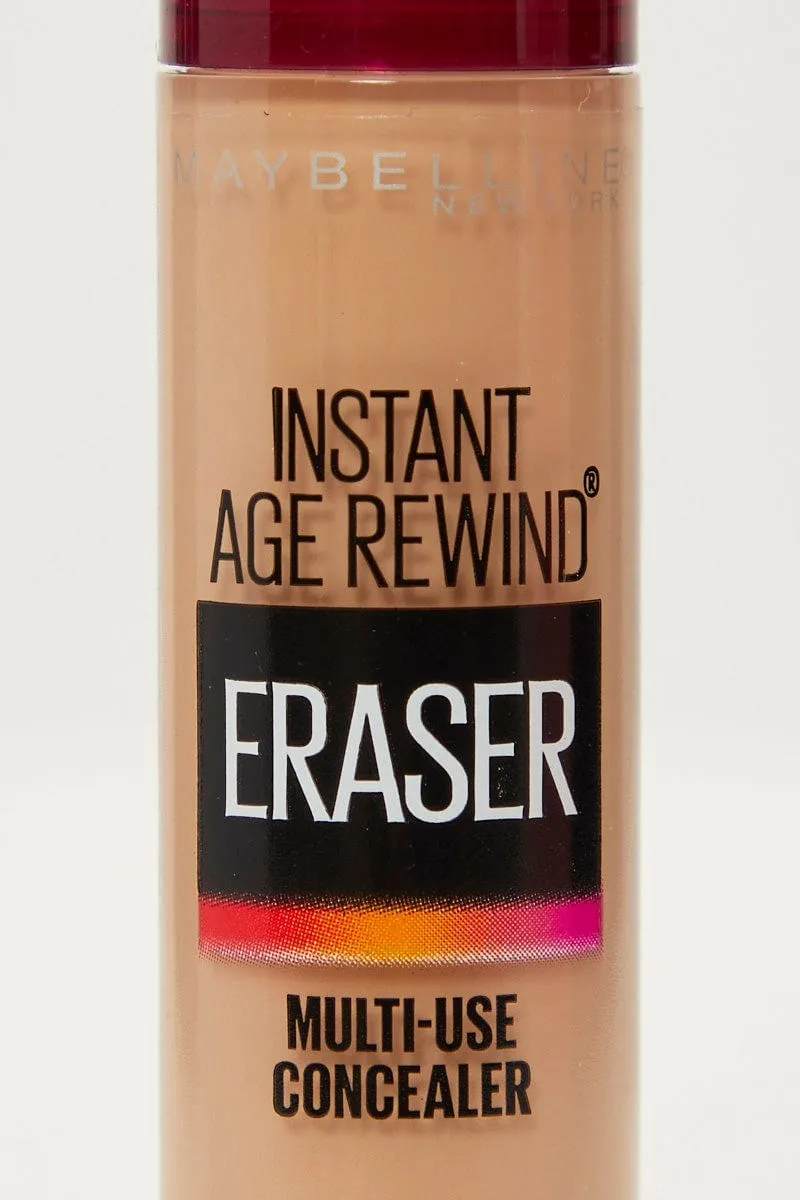 MAYBELLINE®
NEW YORK
INSTANT
AGE REWIND®
ERASER
MULTI-USE
CONCEALER